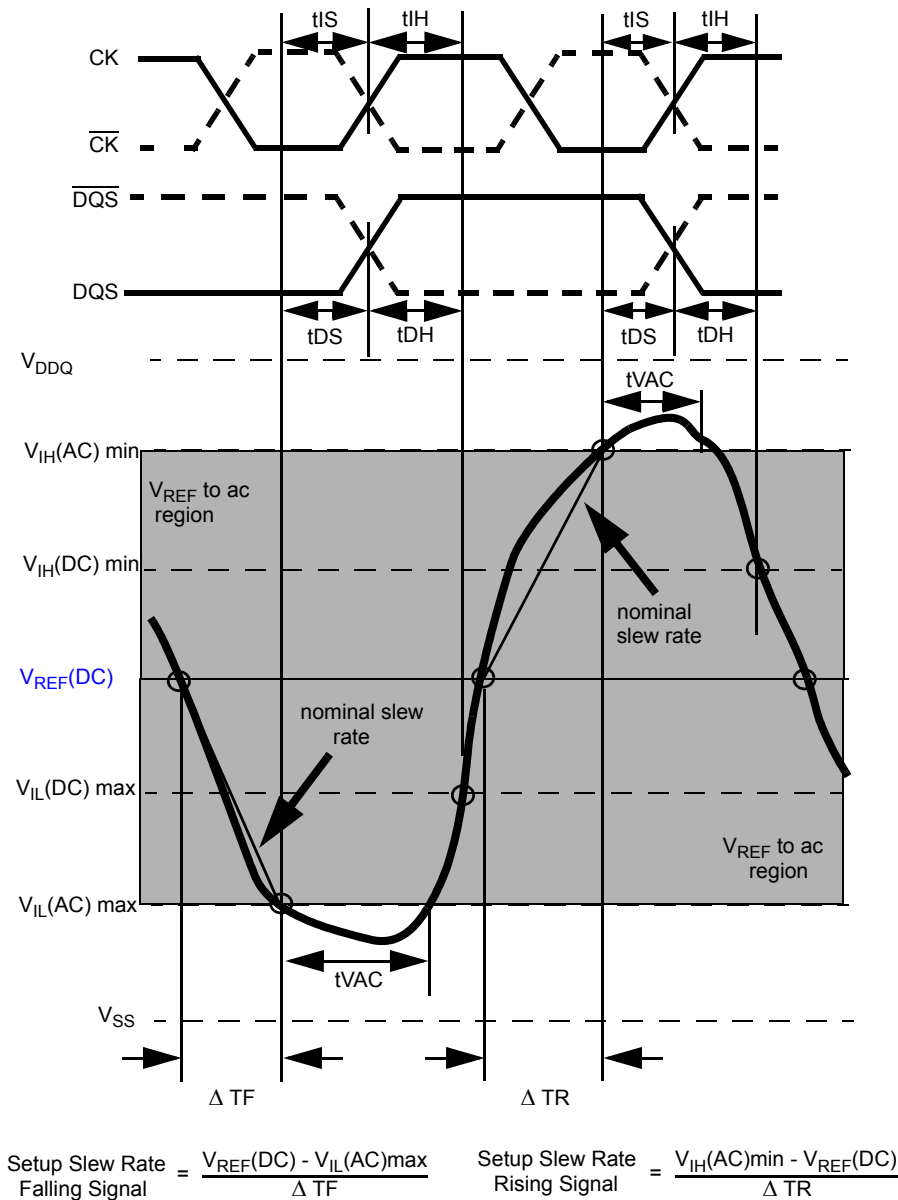 tIS tIH tIS tIH
CK
CK
DQS
DQS
tDS tDH tDS tDH
VDDQ
tVAC
VIH(AC) min
VREF to ac
region
VIH(DC) min
nominal
slew rate
VREF(DC)
nominal slew
rate
VIL(DC) max
VREF to ac
region
VIL(AC) max
tVAC
VSS
Δ TF Δ TR
Setup Slew Rate
Falling Signal
=
VREF(DC) - VIL(AC)max
Δ TF
Setup Slew Rate
Rising Signal
=
VIH(AC)min - VREF(DC)
Δ TR